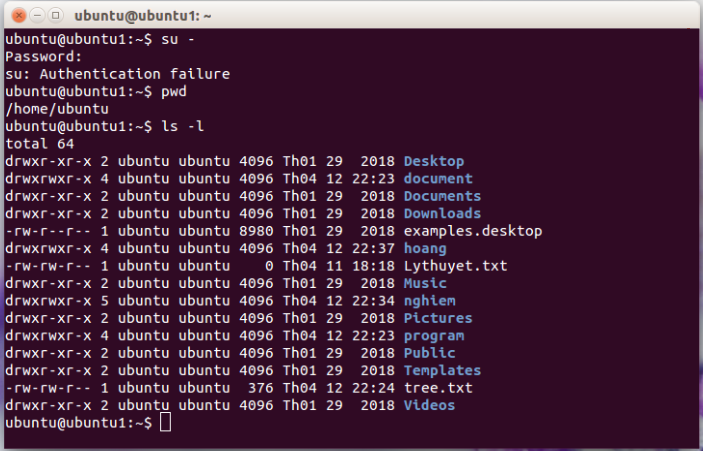 ubuntu@ubuntu1: ~
ubuntu@ubuntu1:~$ su -
Password:
su: Authentication failure
ubuntu@ubuntu1:~$ pwd
/home/ubuntu
ubuntu@ubuntu1:~$ ls -l
total 64
drwxr-xr-x 2 ubuntu ubuntu 4096 Th01 29  2018 Desktop
drwxrwxr-x 4 ubuntu ubuntu 4096 Th04 12 22:23 document
drwxr-xr-x 2 ubuntu ubuntu 4096 Th01 29  2018 Documents
drwxr-xr-x 2 ubuntu ubuntu 4096 Th01 29  2018 Downloads
-rw-r--r-- 1 ubuntu ubuntu 8980 Th01 29  2018 examples.desktop
drwxrwxr-x 4 ubuntu ubuntu 4096 Th04 12 22:37 hoang
-rw-rw-r-- 1 ubuntu ubuntu    0 Th04 11 18:18 Lythuyet.txt
drwxr-xr-x 2 ubuntu ubuntu 4096 Th01 29  2018 Music
drwxrwxr-x 5 ubuntu ubuntu 4096 Th04 12 22:34 nghiem
drwxr-xr-x 2 ubuntu ubuntu 4096 Th01 29  2018 Pictures
drwxrwxr-x 4 ubuntu ubuntu 4096 Th04 12 22:23 program
drwxr-xr-x 2 ubuntu ubuntu 4096 Th01 29  2018 Public
drwxr-xr-x 2 ubuntu ubuntu 4096 Th01 29  2018 Templates
-rw-rw-r-- 1 ubuntu ubuntu  376 Th04 12 22:24 tree.txt
drwxr-xr-x 2 ubuntu ubuntu 4096 Th01 29  2018 Videos
ubuntu@ubuntu1:~$